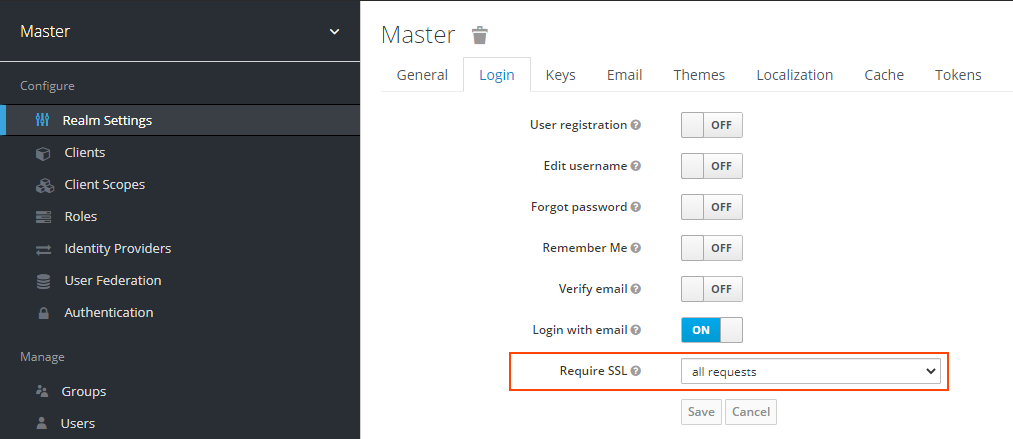 Master
Configure
Realm Settings
Clients
Client Scopes
Roles
Identity Providers
User Federation
Authentication
Manage
Groups
Users
Master
General Login Keys Email Themes Localization Cache Tokens
User registration OFF
Edit username OFF
Forgot password OFF
Remember Me OFF
Verify email OFF
Login with email ON
Require SSL all requests
Save Cancel